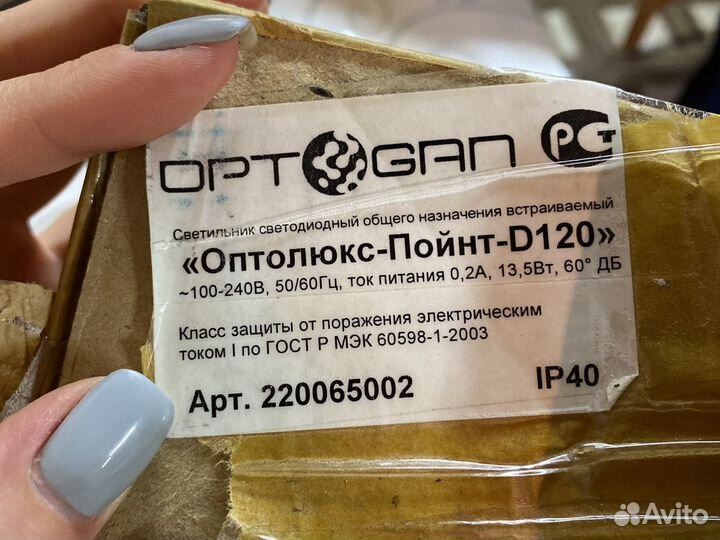 OPTOGAN РСТ
Светильник светодиодный общего назначения встраиваемый
«Оптолюкс-Пойнт-D120»
~100-240В, 50/60Гц, ток питания 0,2А, 13,5Вт, 60° ДБ
Класс защиты от поражения электрическим
током I по ГОСТ Р МЭК 60598-1-2003
Арт. 220065002
IP40
Avito